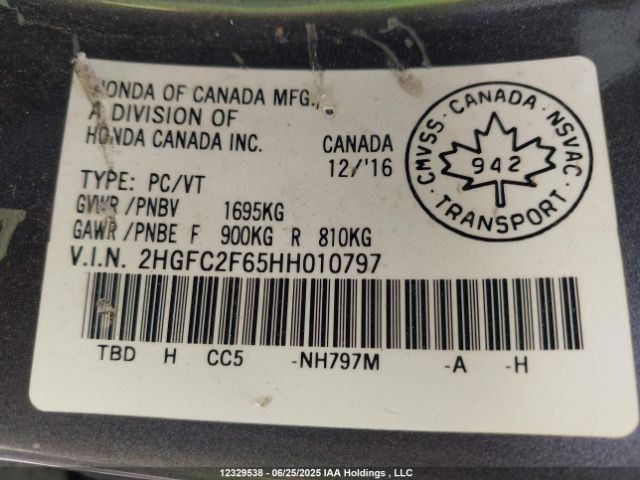 HONDA OF CANADA MFG.,
A DIVISION OF
HONDA CANADA INC.
CANADA
12/'16
TYPE: PC/VT
GVWR/PNBV 1695KG
GAWR/PNBE F 900KG R 810KG
V.I.N. 2HGFC2F65HH010797
TBD H CC5 -NH797M -A -H
CMVSS · CANADA · NSVAC
942
· TRANSPORT ·
12329538 - 06/25/2025 IAA Holdings , LLC